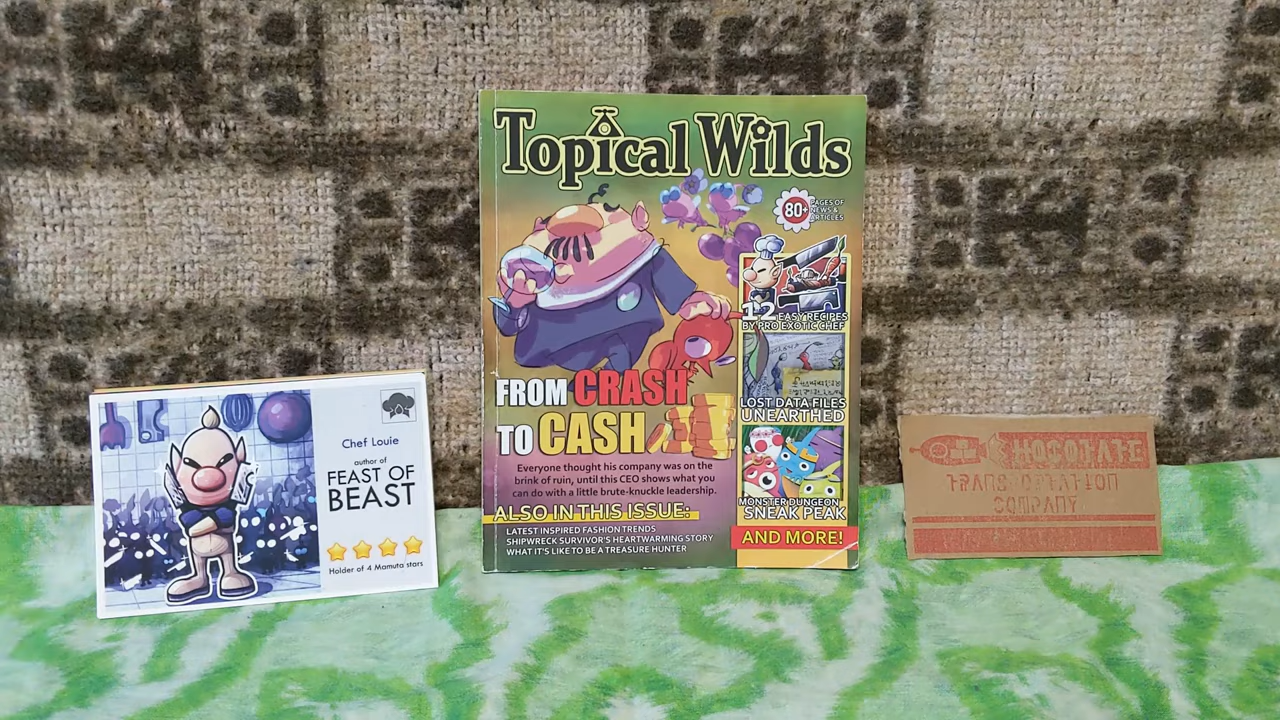 Chef Louie
author of
FEAST OF
BEAST
Holder of 4 Mamuta stars
Topical Wilds
80+
PAGES OF
NEWS &
ARTICLES
12 EASY RECIPES
BY PRO EXOTIC CHEF
LOST DATA FILES
UNEARTHED
MONSTER DUNGEON
SNEAK PEAK
AND MORE!
FROM CRASH
TO CASH
Everyone thought his company was on the
brink of ruin, until this CEO shows what you
can do with a little brute-knuckle leadership.
ALSO IN THIS ISSUE:
LATEST INSPIRED FASHION TRENDS
SHIPWRECK SURVIVOR'S HEARTWARMING STORY
WHAT IT'S LIKE TO BE A TREASURE HUNTER
HOCOTATE
TRANSPORTATION
COMPANY